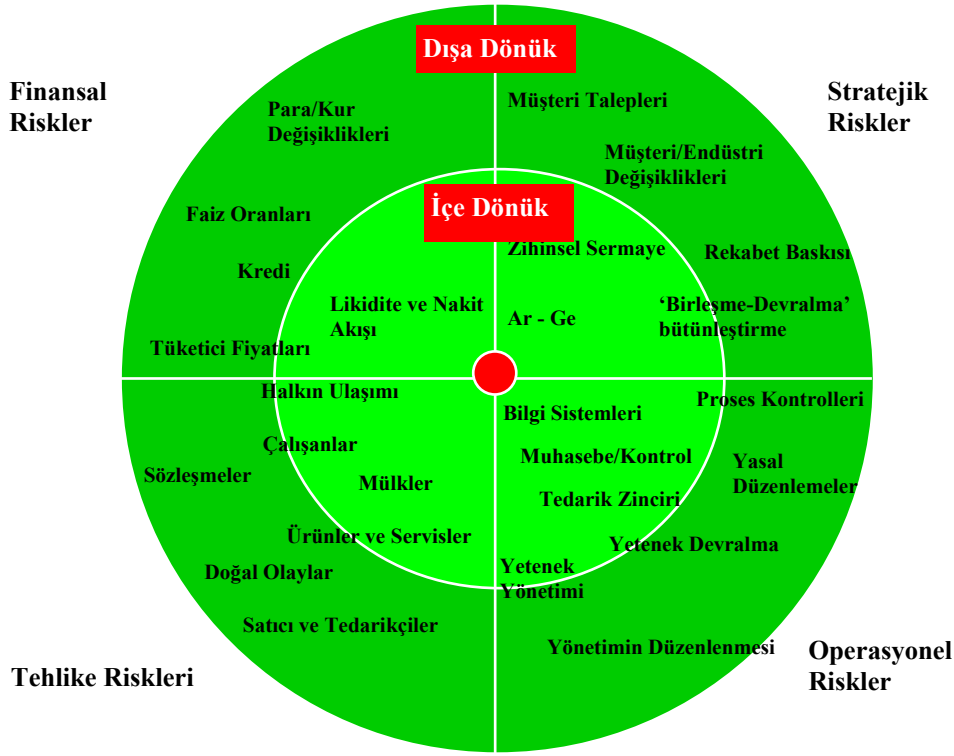 Dışa Dönük
Finansal
Riskler
Stratejik
Riskler
Para/Kur
Değişiklikleri
Müşteri Talepleri
Müşteri/Endüstri
Değişiklikleri
İçe Dönük
Faiz Oranları
Zihinsel Sermaye
Rekabet Baskısı
Kredi
Likidite ve Nakit
Akışı
Ar - Ge
‘Birleşme-Devralma’
bütünleştirme
Tüketici Fiyatları
Halkın Ulaşımı
Bilgi Sistemleri
Proses Kontrolleri
Çalışanlar
Muhasebe/Kontrol
Yasal
Düzenlemeler
Sözleşmeler
Mülkler
Tedarik Zinciri
Ürünler ve Servisler
Yetenek Devralma
Doğal Olaylar
Yetenek
Yönetimi
Satıcı ve Tedarikçiler
Yönetimin Düzenlenmesi
Tehlike Riskleri
Operasyonel
Riskler